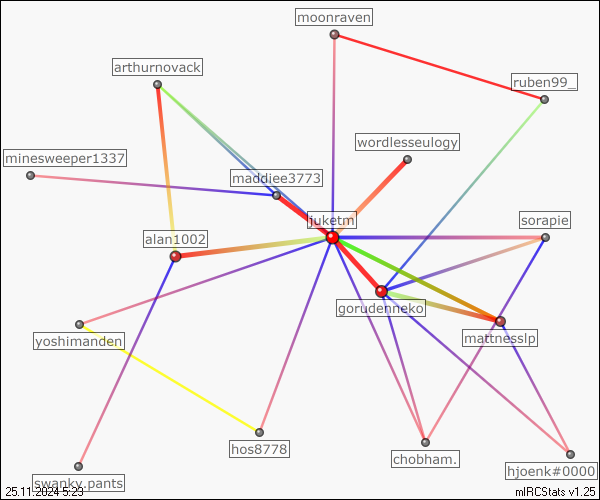 moonraven
arthurnovack
ruben99_
wordlesseulogy
minesweeper1337
maddiee3773
juketm
sorapie
alan1002
gorudenneko
yoshimanden
mattnesslp
hos8778
chobham.
hjoenk#0000
swanky.pants
25.11.2024 5:23
mIRCStats v1.25